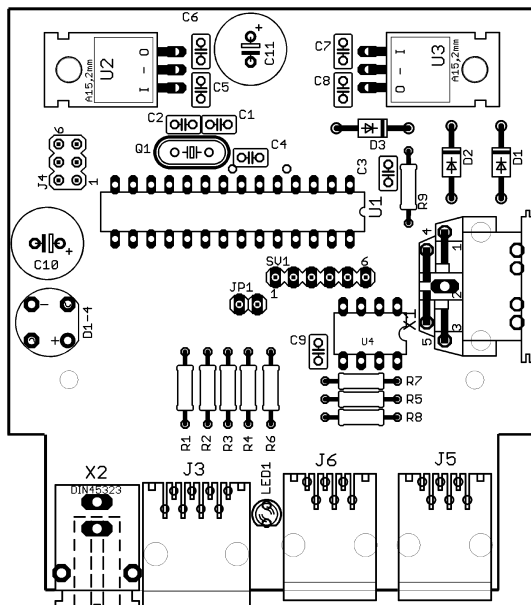 C6
+
C11
C7
U2
O
I -
A15,2mm
C5
C8
I
O -
U3
A15,2mm
C2
C1
D3
D2
D1
6
J4
1
Q1
C4
C3
R9
U1
+
C10
SV1
6
1
4
1
2
X1
5
3
JP1
-
+
D1-4
C9
U4
R7
R5
R8
R1
R2
R3
R4
R6
X2
DIN45323
J3
LED1
J6
J5